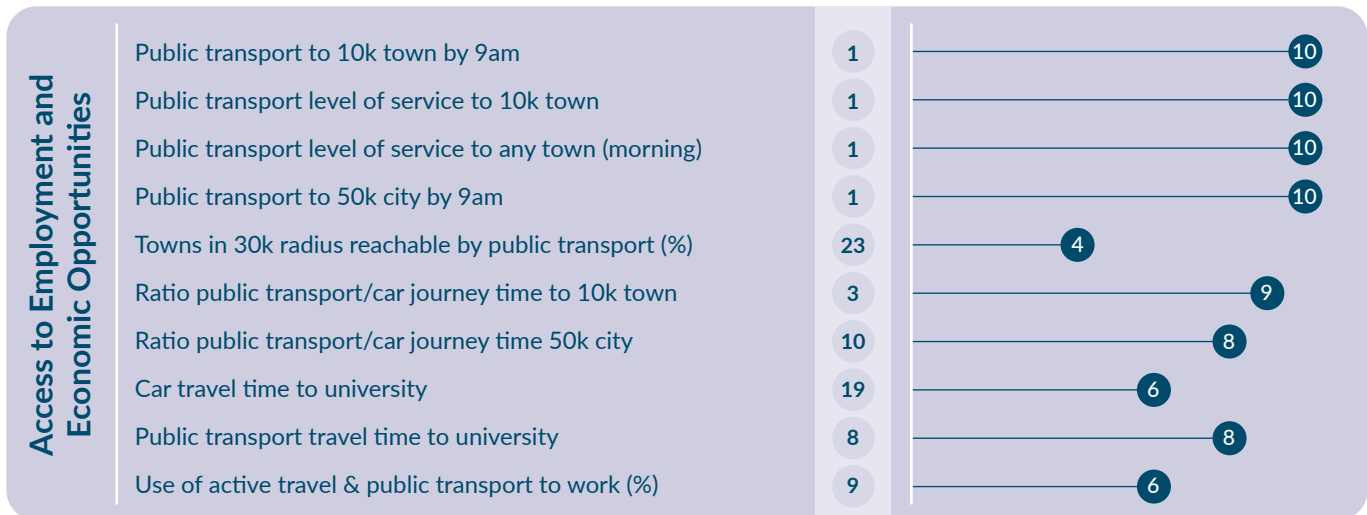 Access to Employment and
Economic Opportunities
Public transport to 10k town by 9am 1 10
Public transport level of service to 10k town 1 10
Public transport level of service to any town (morning) 1 10
Public transport to 50k city by 9am 1 10
Towns in 30k radius reachable by public transport (%) 23 4
Ratio public transport/car journey time to 10k town 3 9
Ratio public transport/car journey time 50k city 10 8
Car travel time to university 19 6
Public transport travel time to university 8 8
Use of active travel & public transport to work (%) 9 6